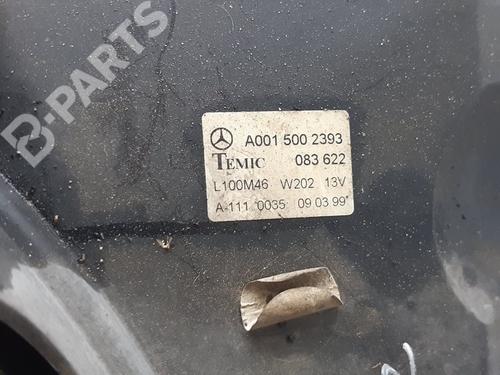 B-PARTS
A001 500 2393
TEMIC 083 622
L100M46 W202 13V
A-111 0035 09 03 99*